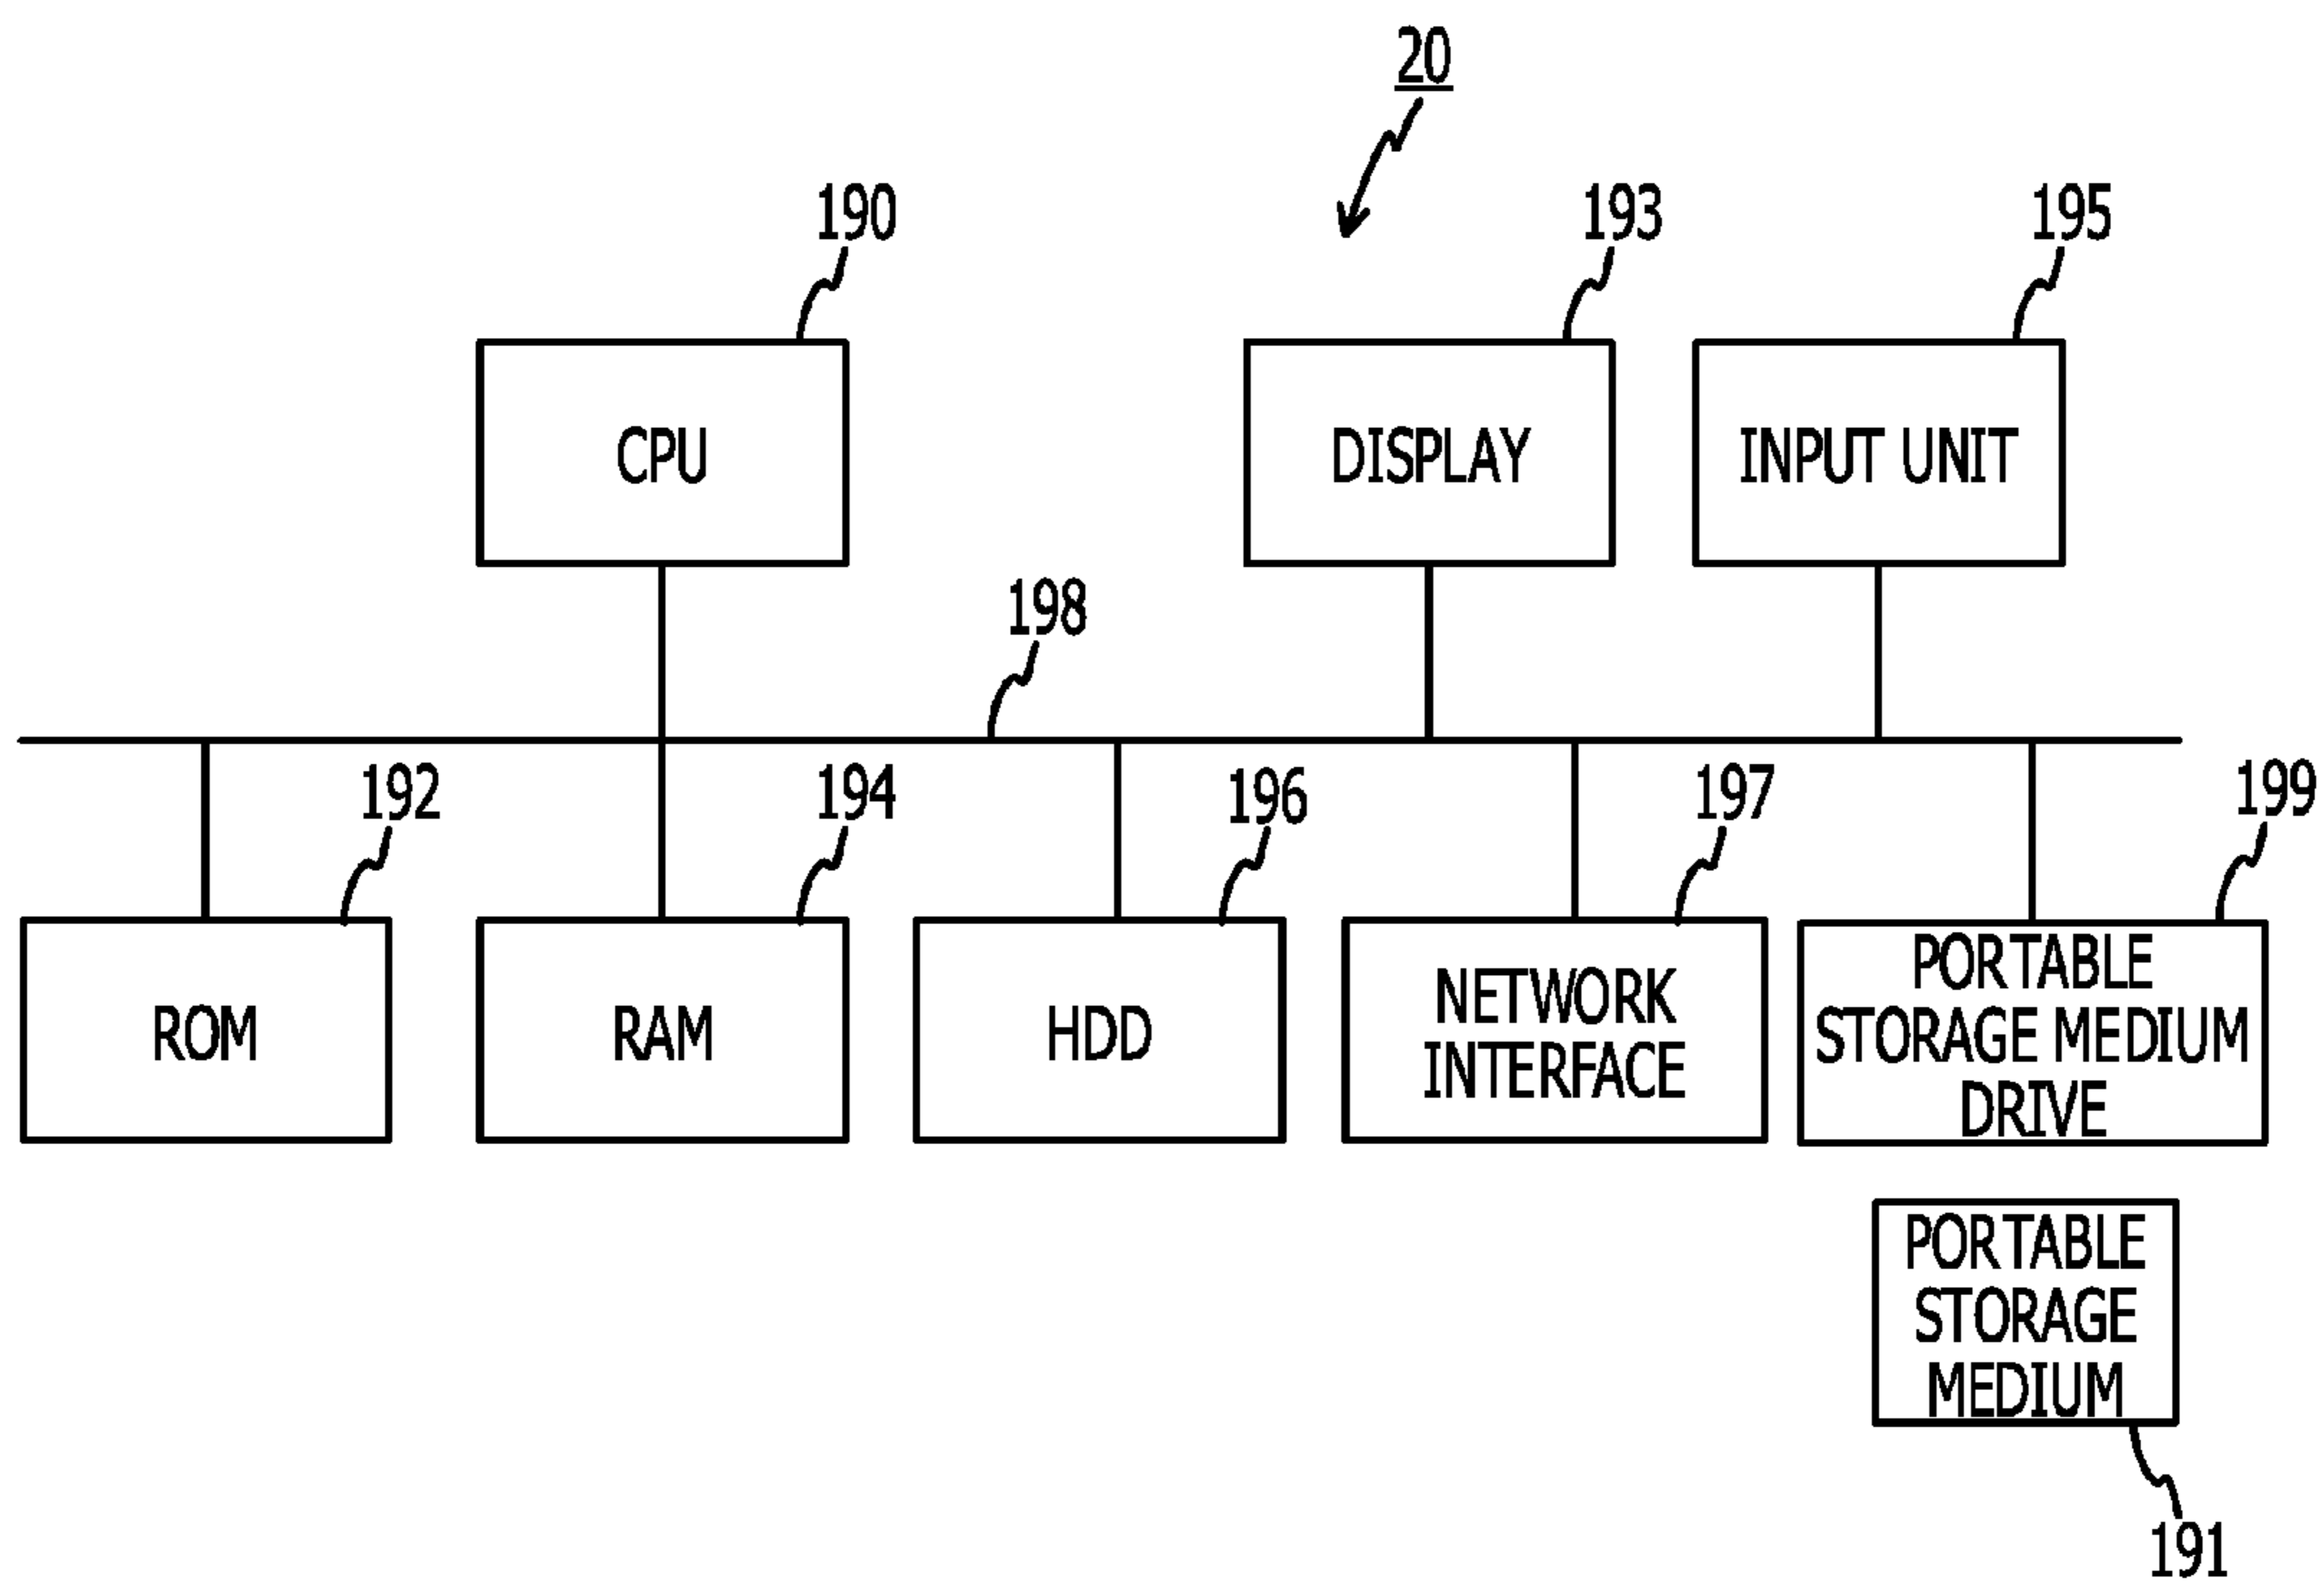 20
190
193
195
CPU
DISPLAY
INPUT UNIT
198
192
194
196
197
199
ROM
RAM
HDD
NETWORK
INTERFACE
PORTABLE
STORAGE MEDIUM
DRIVE
PORTABLE
STORAGE
MEDIUM
191